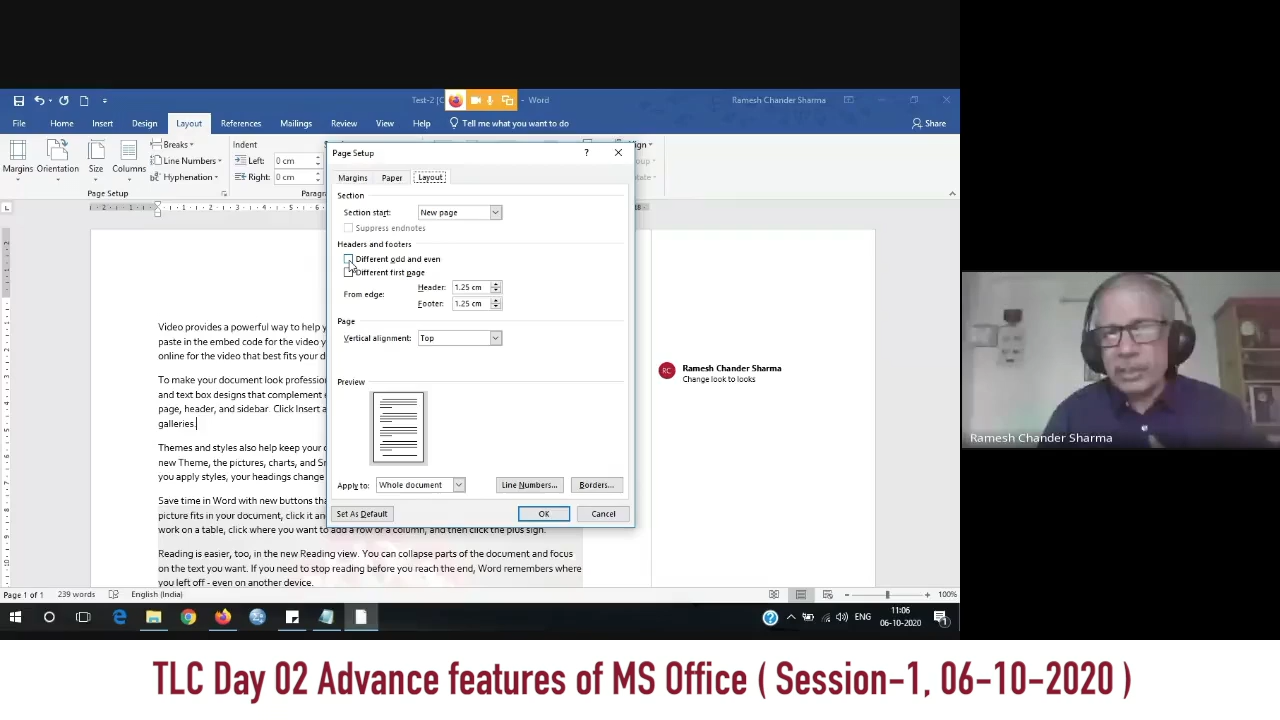 Test-2 [C - Word Ramesh Chander Sharma
File Home Insert Design Layout References Mailings Review View Help Tell me what you want to do Share
Margins Orientation Size Columns
Breaks
Line Numbers
Hyphenation
Page Setup
Indent
Left: 0 cm
Right: 0 cm
Page Setup ?
Margins Paper Layout
Section
Section start: New page
Suppress endnotes
Headers and footers
Different odd and even
Different first page
From edge:
Header: 1.25 cm
Footer: 1.25 cm
Page
Vertical alignment: Top
Preview
Apply to: Whole document Line Numbers... Borders...
Set As Default OK Cancel
Video provides a powerful way to help y
paste in the embed code for the video y
online for the video that best fits your d
To make your document look profession
and text box designs that complement
page, header, and sidebar. Click Insert a
galleries.
Themes and styles also help keep your
new Theme, the pictures, charts, and Sm
you apply styles, your headings change
Save time in Word with new buttons tha
picture fits in your document, click it and
work on a table, click where you want to add a row or a column, and then click the plus sign.
Reading is easier, too, in the new Reading view. You can collapse parts of the document and focus
on the text you want. If you need to stop reading before you reach the end, Word remembers where
you left off - even on another device.
RC Ramesh Chander Sharma
Change look to looks
Page 1 of 1 239 words English (India) 100%
ENG 11:06
06-10-2020
1
Ramesh Chander Sharma
TLC Day 02 Advance features of MS Office ( Session-1, 06-10-2020 )